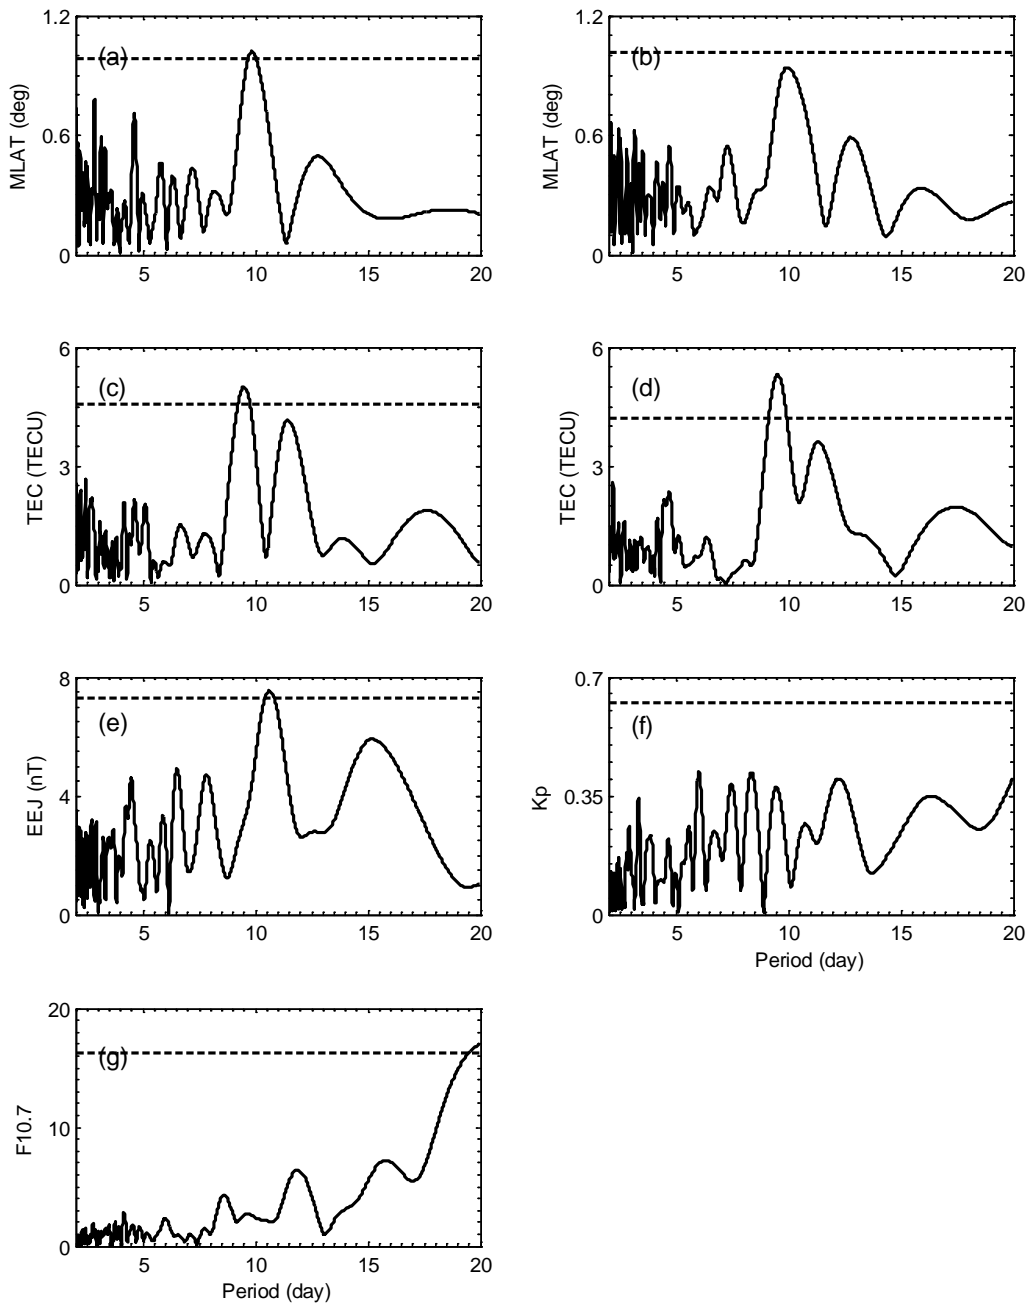 1.2
(a)
MLAT (deg)
0.6
0
5 10 15 20
1.2
(b)
MLAT (deg)
0.6
0
5 10 15 20
6
(c)
TEC (TECU)
3
0
5 10 15 20
6
(d)
TEC (TECU)
3
0
5 10 15 20
8
(e)
EEJ (nT)
4
0
5 10 15 20
0.7
(f)
Kp
0.35
0
5 10 15 20
Period (day)
20
(g)
F10.7
10
0
5 10 15 20
Period (day)